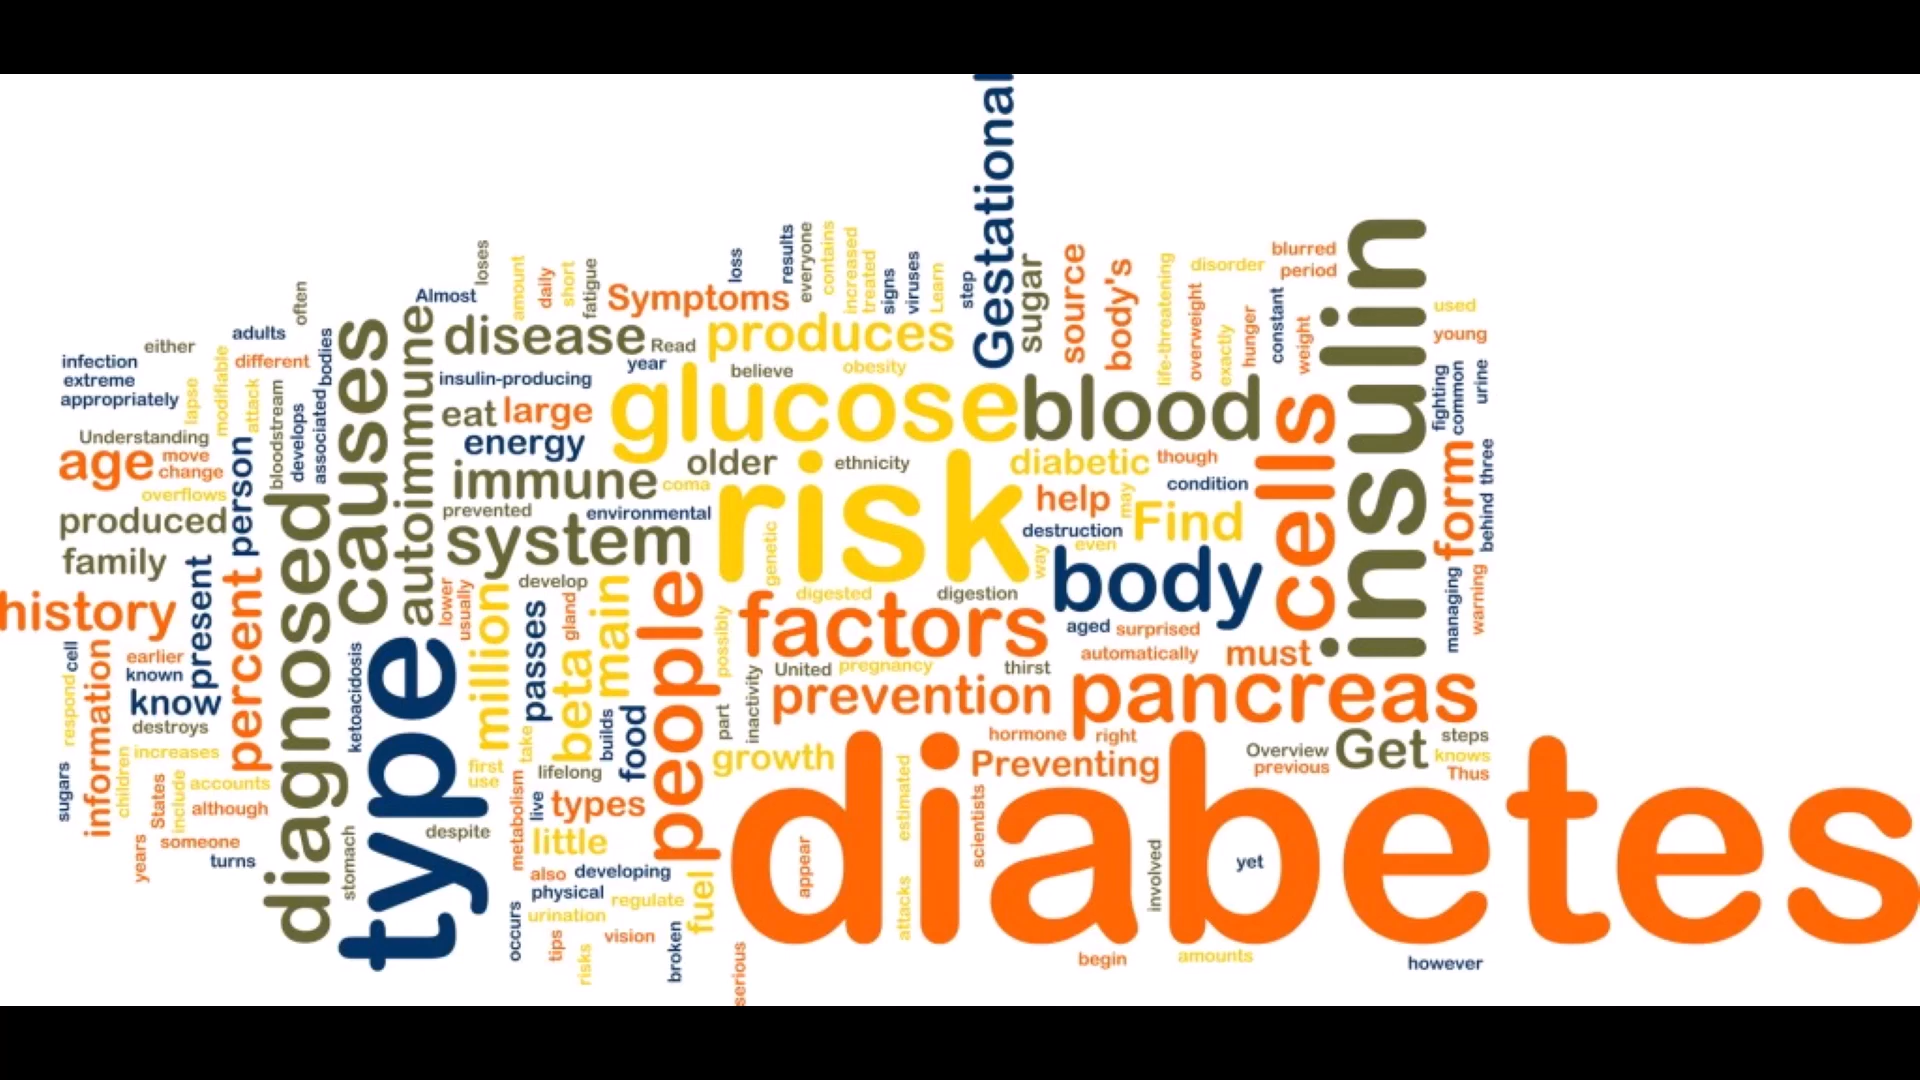 Gestational
loses
often
Almost
amount
daily
short
fatigue
Symptoms
loss
results
everyone
contains
increased
treated
signs
viruses
Learn
step
sugar
source
body's
life-threatening
disorder
overweight
exactly
hunger
constant
blurred
period
weight
insulin
used
young
adults
either
infection
extreme
appropriately
different
lapse
modifiable
attack
bloodstream
develops
bodies
associated
causes
autoimmune
disease
Read
produces
year
believe
obesity
insulin-producing
eat
large
glucose
blood
cells
fighting
common
urine
Understanding
age
move
change
overflows
person
energy
immune
older
ethnicity
coma
diabetic
though
condition
help
may
Find
form
behind
three
produced
diagnosed
prevented
environmental
system
risk
genetic
destruction
even
way
family
history
present
percent
lower
usually
million
develop
passes
gland
beta
main
people
possibly
digested
digestion
factors
body
aged
surprised
automatically
must
managing
warning
cell
respond
information
earlier
known
know
destroys
ketoacidosis
type
builds
food
part
inactivity
United
pregnancy
thirst
prevention
pancreas
hormone
right
increases
children
sugars
States
include
accounts
although
years
someone
turns
stomach
first
use
take
lifelong
metabolism
live
types
growth
estimated
Preventing
Overview
previous
Get
steps
knows
Thus
despite
little
also
developing
physical
regulate
urination
occurs
tips
risks
vision
broken
fuel
serious
diabetes
appear
attacks
scientists
involved
yet
begin
amounts
however